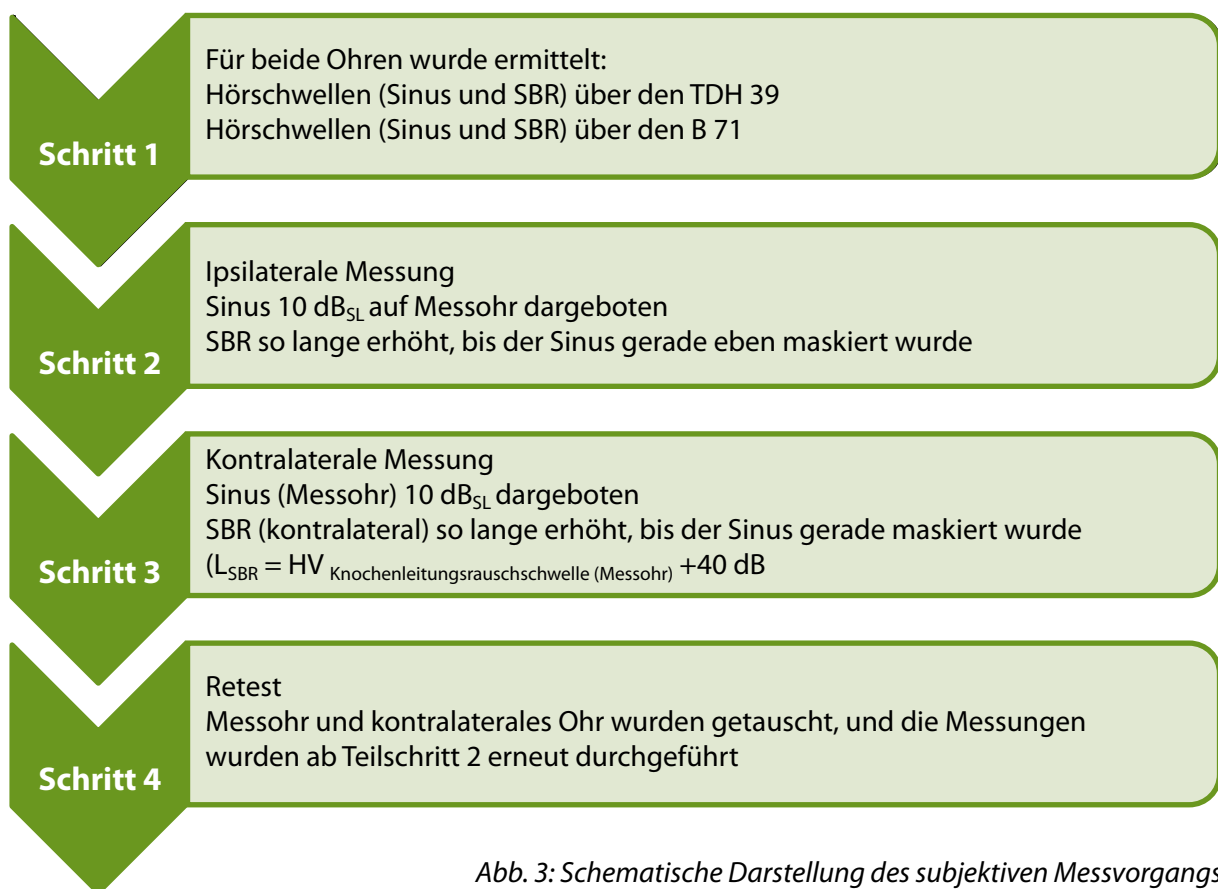 Für beide Ohren wurde ermittelt:
Hörschwellen (Sinus und SBR) über den TDH 39
Hörschwellen (Sinus und SBR) über den B 71
Schritt 1
Ipsilaterale Messung
Sinus 10 dBSL auf Messohr dargeboten
SBR so lange erhöht, bis der Sinus gerade eben maskiert wurde
Schritt 2
Kontralaterale Messung
Sinus (Messohr) 10 dBSL dargeboten
SBR (kontralateral) so lange erhöht, bis der Sinus gerade maskiert wurde
(LSBR = HV Knochenleitungsrauschschwelle (Messohr) +40 dB
Schritt 3
Retest
Messohr und kontralaterales Ohr wurden getauscht, und die Messungen
wurden ab Teilschritt 2 erneut durchgeführt
Schritt 4
Abb. 3: Schematische Darstellung des subjektiven Messvorgangs